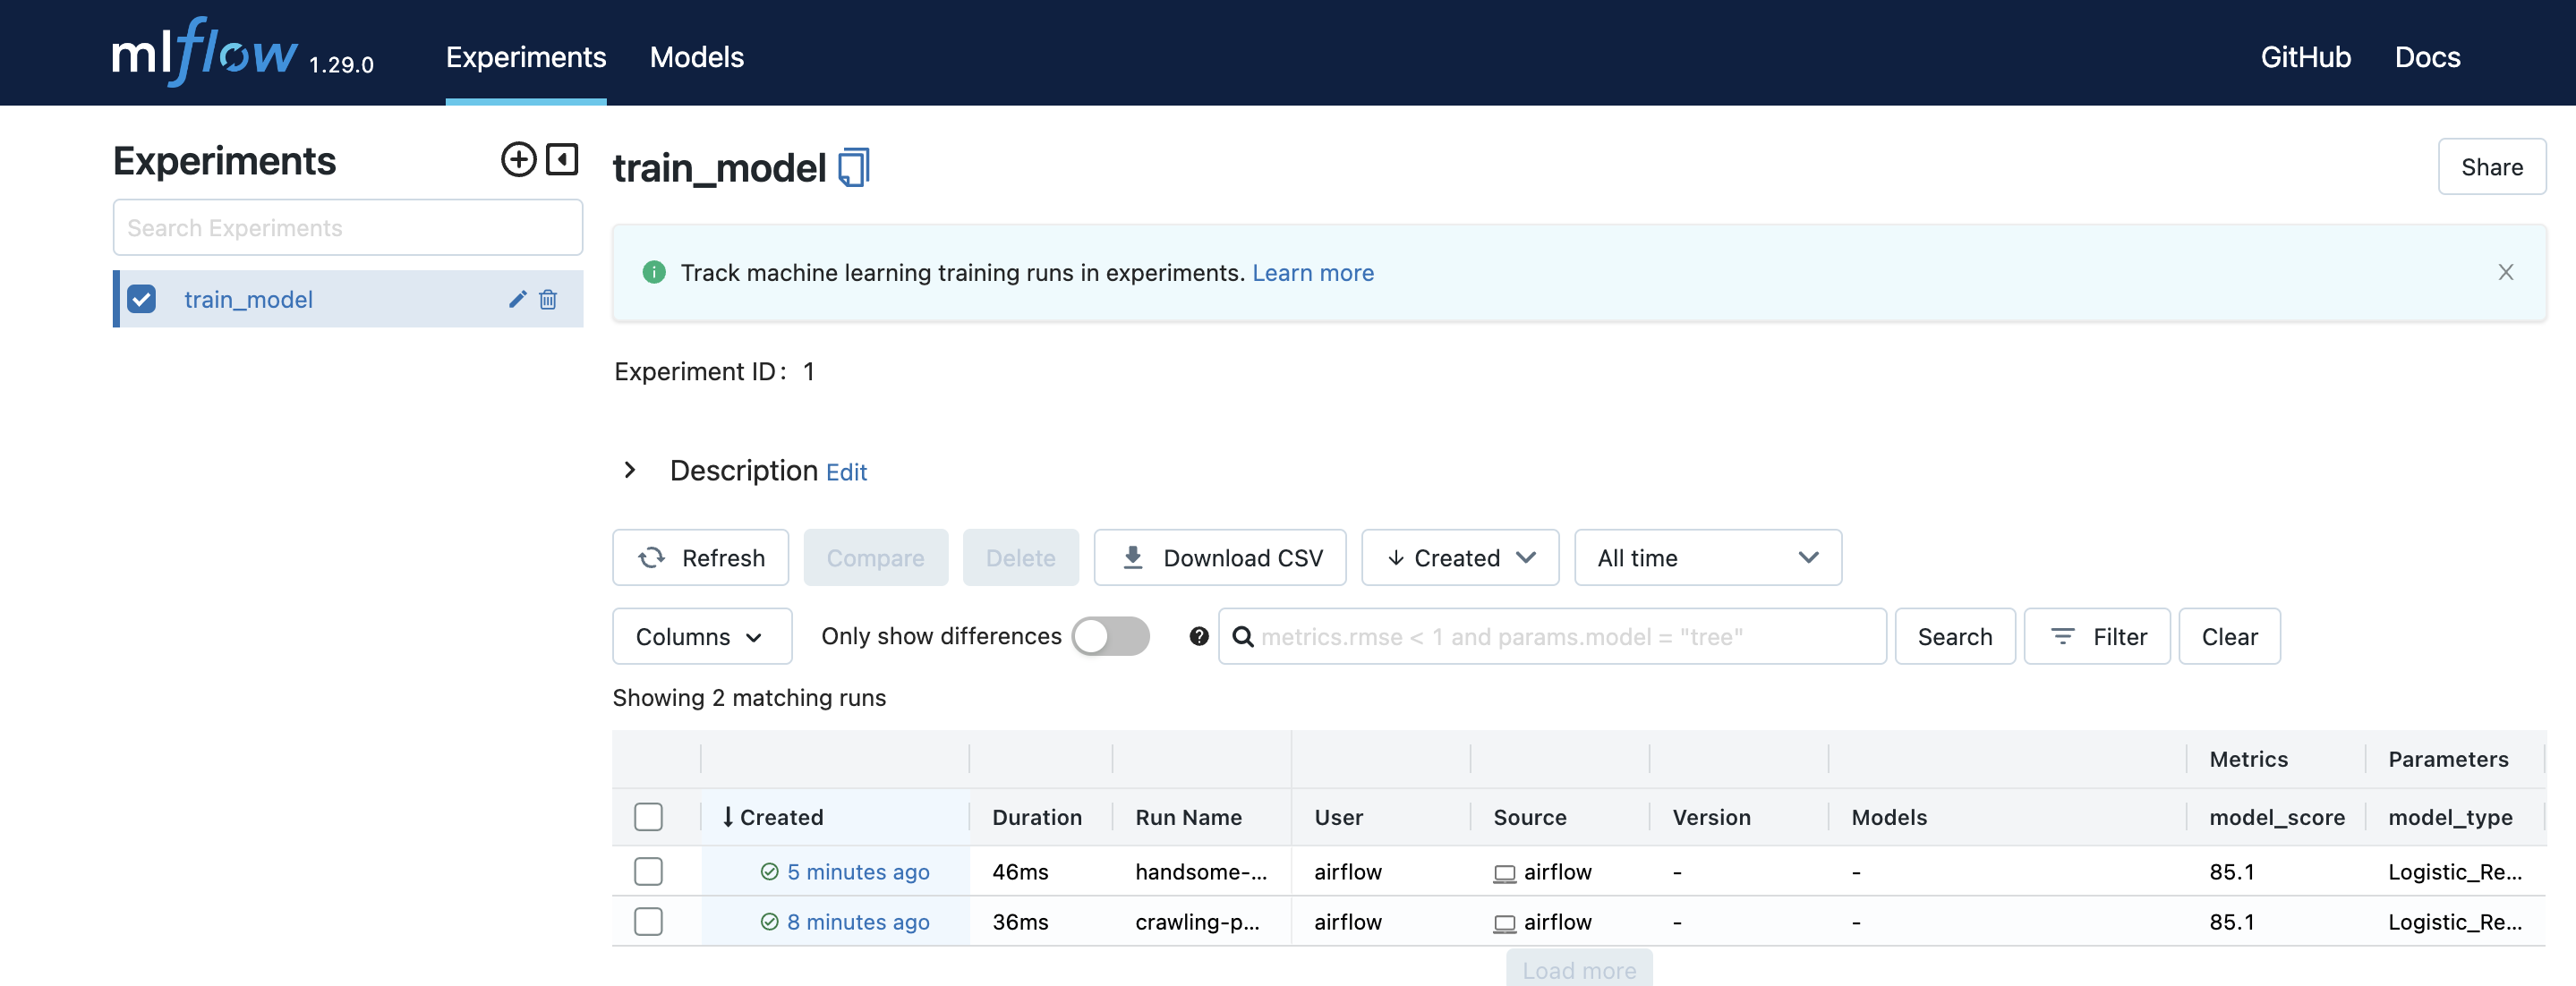 mlflow 1.29.0 Experiments Models GitHub Docs
Experiments
Search Experiments
train_model
train_model
Share
Track machine learning training runs in experiments. Learn more
Experiment ID: 1
Description Edit
Refresh Compare Delete Download CSV Created All time
Columns Only show differences metrics.rmse < 1 and params.model = "tree" Search Filter Clear
Showing 2 matching runs
Metrics Parameters
Created Duration Run Name User Source Version Models model_score model_type
5 minutes ago 46ms handsome-... airflow airflow - - 85.1 Logistic_Re...
8 minutes ago 36ms crawling-p... airflow airflow - - 85.1 Logistic_Re...
Load more